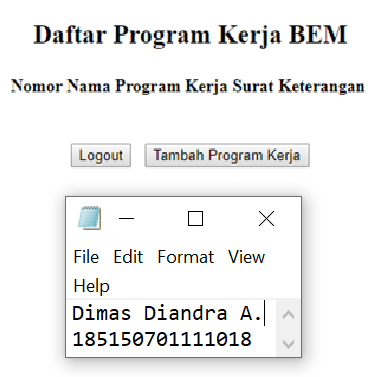 Daftar Program Kerja BEM
Nomor Nama Program Kerja Surat Keterangan
Logout Tambah Program Kerja
File Edit Format View
Help
Dimas Diandra A.
185150701111018